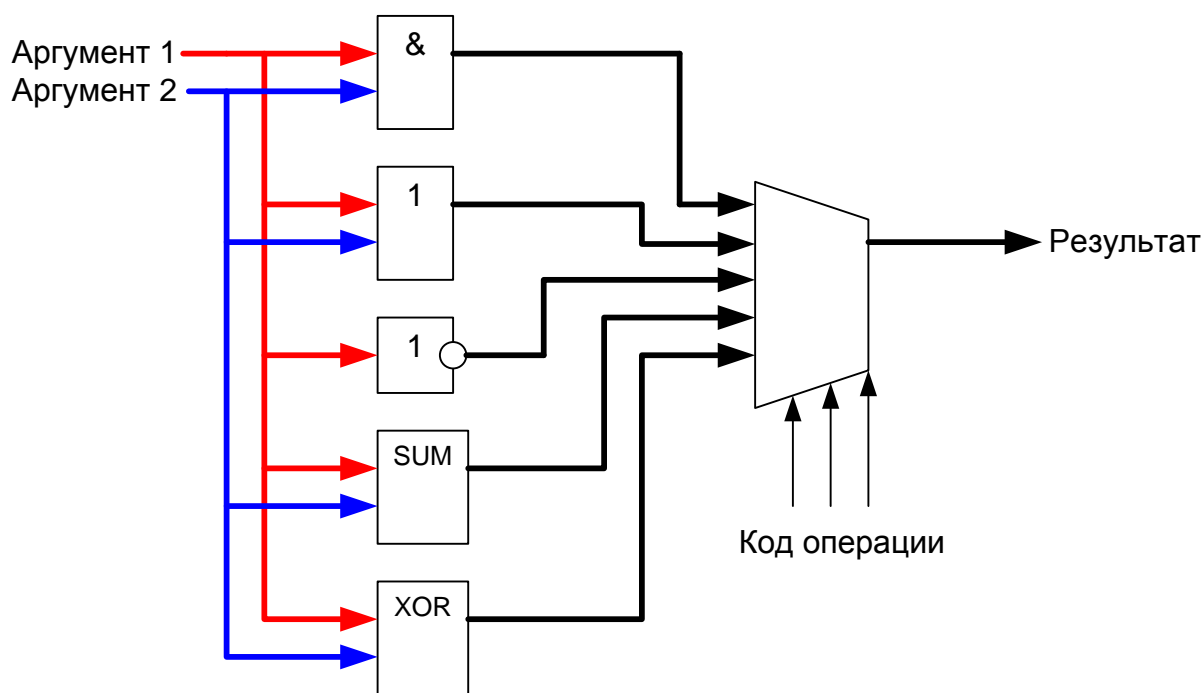 Аргумент 1
Аргумент 2
&
1
1
SUM
XOR
Результат
Код операции